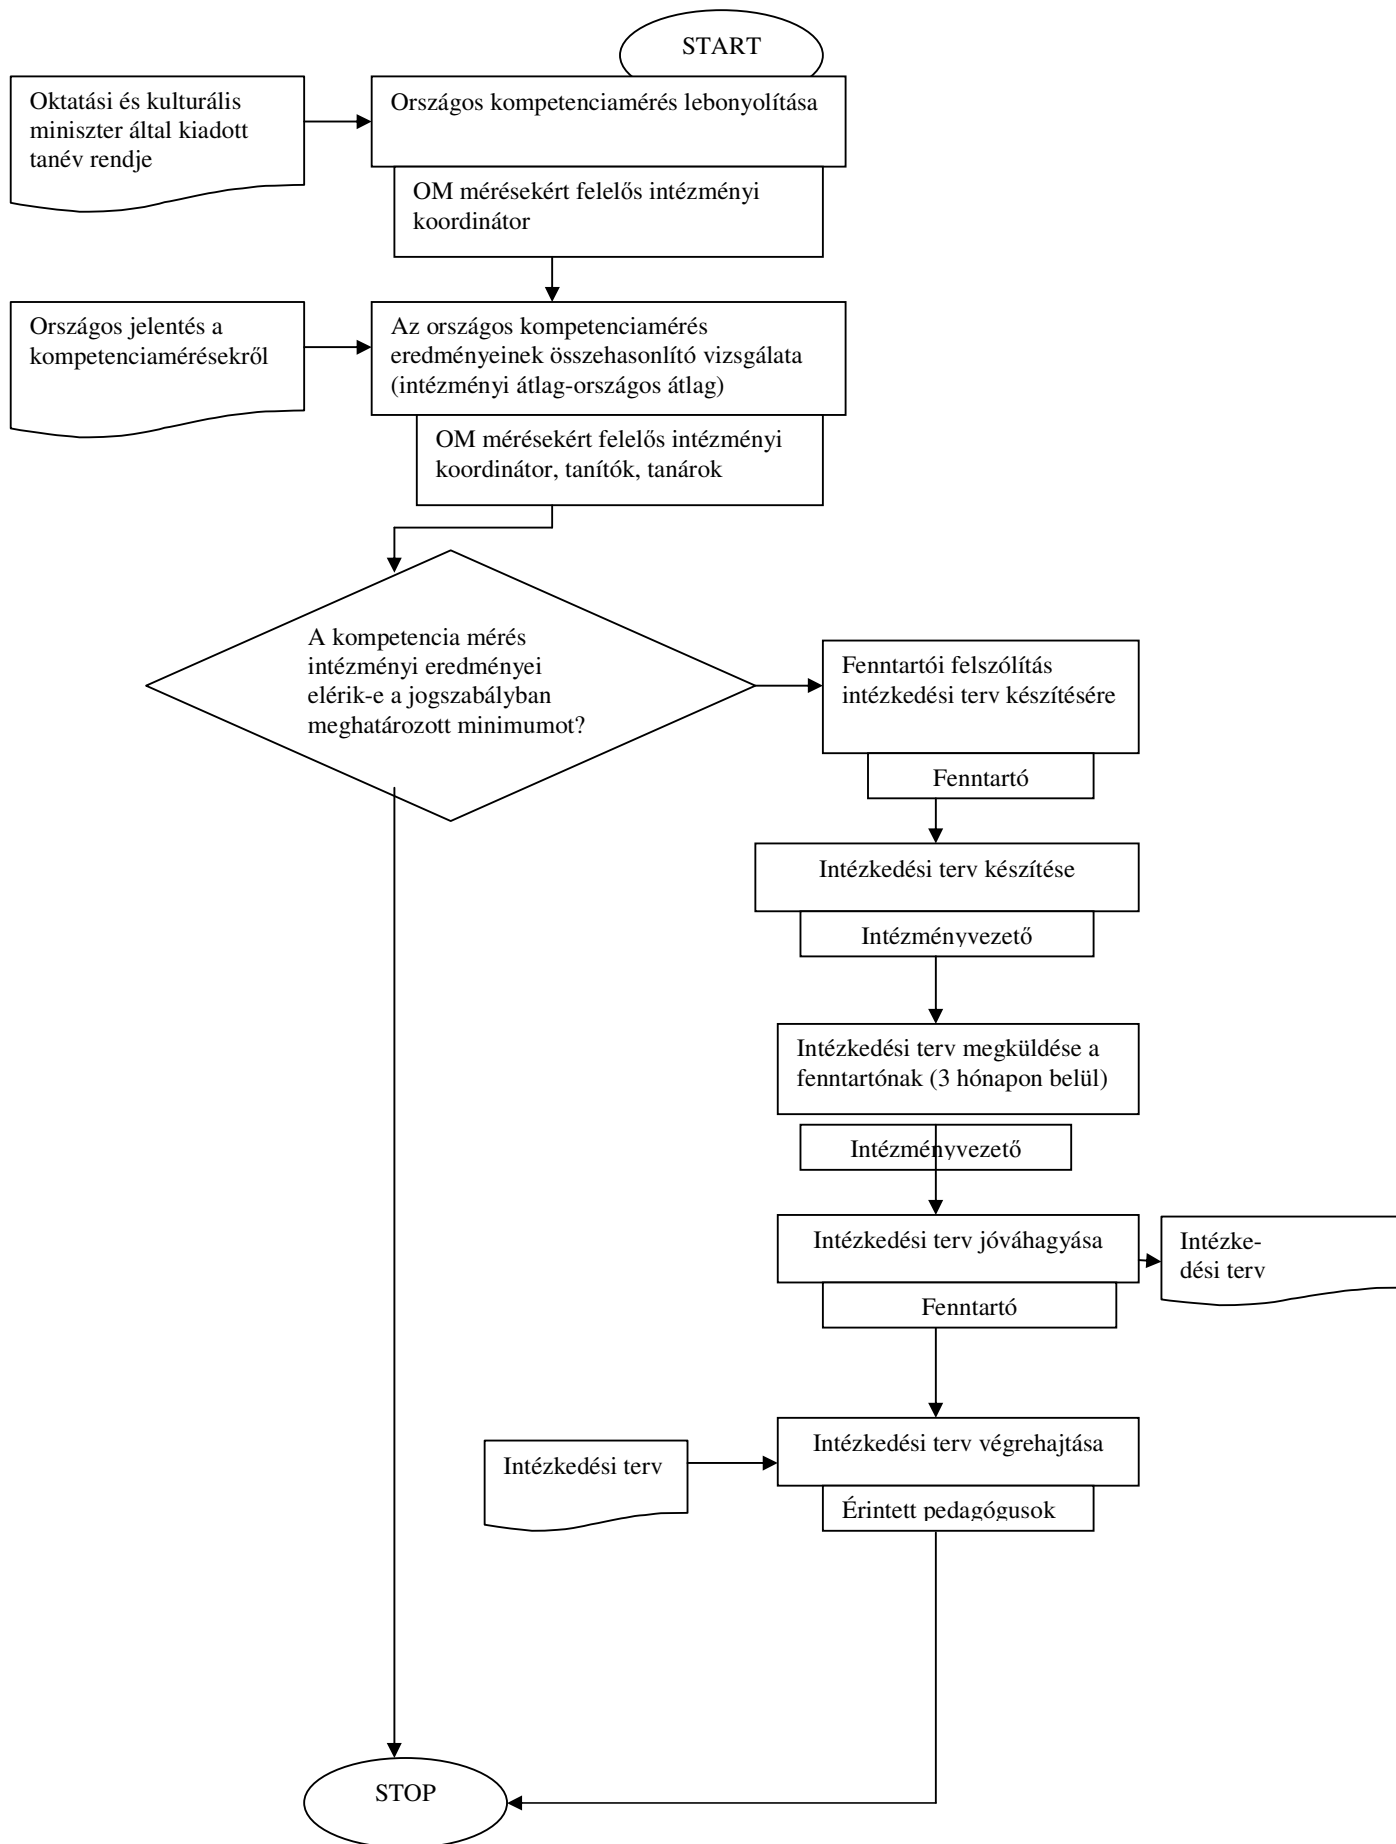 START
Oktatási és kulturális
miniszter által kiadott
tanév rendje
Országos kompetenciamérés lebonyolítása
OM mérésekért felelős intézményi
koordinátor
Országos jelentés a
kompetenciamérésekről
Az országos kompetenciamérés
eredményeinek összehasonlító vizsgálata
(intézményi átlag-országos átlag)
OM mérésekért felelős intézményi
koordinátor, tanítók, tanárok
A kompetencia mérés
intézményi eredményei
elérik-e a jogszabályban
meghatározott minimumot?
Fenntartói felszólítás
intézkedési terv készítésére
Fenntartó
Intézkedési terv készítése
Intézményvezető
Intézkedési terv megküldése a
fenntartónak (3 hónapon belül)
Intézményvezető
Intézkedési terv jóváhagyása
Intézke-
dési terv
Fenntartó
Intézkedési terv végrehajtása
Intézkedési terv
Érintett pedagógusok
STOP